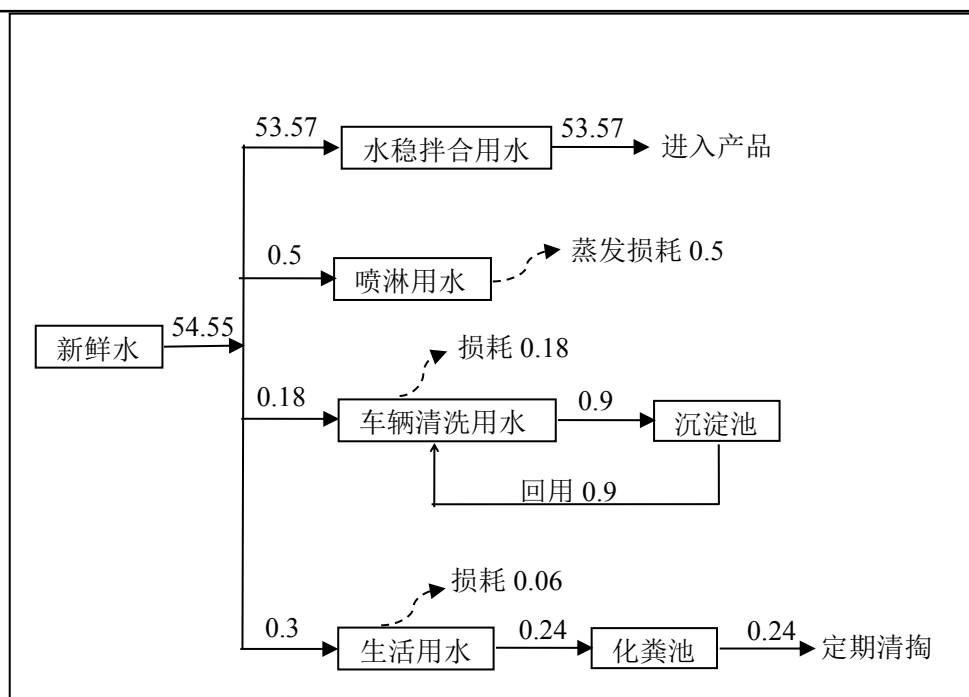 53.57
水稳拌合用水
53.57
进入产品
0.5
喷淋用水
蒸发损耗 0.5
新鲜水
54.55
损耗 0.18
0.18
车辆清洗用水
0.9
沉淀池
回用 0.9
损耗 0.06
0.3
生活用水
0.24
化粪池
0.24
定期清掏